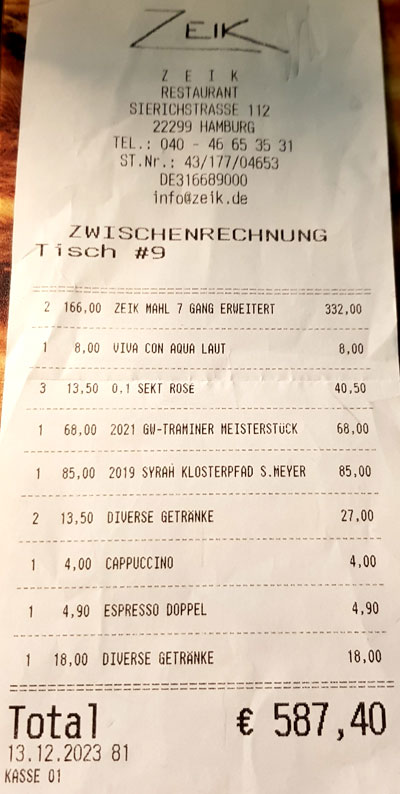 ZEIK
Z E I K
RESTAURANT
SIERICHSTRASSE 112
22299 HAMBURG
TEL.: 040 - 46 65 35 31
ST.Nr.: 43/177/04653
DE316689000
info@zeik.de
ZWISCHENRECHNUNG
Tisch #9
2 166,00 ZEIK MAHL 7 GANG ERWEITERT 332,00
1 8,00 VIVA CON AQUA LAUT 8,00
3 13,50 0.1 SEKT ROSÉ 40,50
1 68,00 2021 GW-TRAMINER MEISTERSTÜCK 68,00
1 85,00 2019 SYRAH KLOSTERPFAD S.MEYER 85,00
2 13,50 DIVERSE GETRÄNKE 27,00
1 4,00 CAPPUCCINO 4,00
1 4,90 ESPRESSO DOPPEL 4,90
1 18,00 DIVERSE GETRÄNKE 18,00
Total € 587,40
13.12.2023 81
KASSE 01